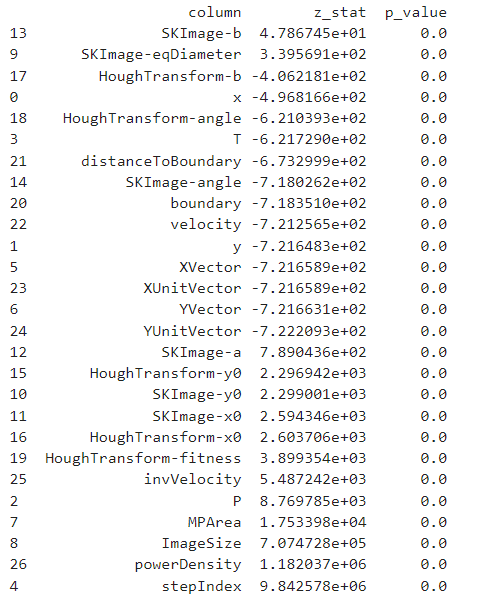 column z_stat p_value
13 SKImage-b 4.786745e+01 0.0
9 SKImage-eqDiameter 3.395691e+02 0.0
17 HoughTransform-b -4.062181e+02 0.0
0 x -4.968166e+02 0.0
18 HoughTransform-angle -6.210393e+02 0.0
3 T -6.217290e+02 0.0
21 distanceToBoundary -6.732999e+02 0.0
14 SKImage-angle -7.180262e+02 0.0
20 boundary -7.183510e+02 0.0
22 velocity -7.212565e+02 0.0
1 y -7.216483e+02 0.0
5 XVector -7.216589e+02 0.0
23 XUnitVector -7.216589e+02 0.0
6 YVector -7.216631e+02 0.0
24 YUnitVector -7.222093e+02 0.0
12 SKImage-a 7.890436e+02 0.0
15 HoughTransform-y0 2.296942e+03 0.0
10 SKImage-y0 2.299001e+03 0.0
11 SKImage-x0 2.594346e+03 0.0
16 HoughTransform-x0 2.603706e+03 0.0
19 HoughTransform-fitness 3.899354e+03 0.0
25 invVelocity 5.487242e+03 0.0
2 P 8.769785e+03 0.0
7 MPArea 1.753398e+04 0.0
8 ImageSize 7.074728e+05 0.0
26 powerDensity 1.182037e+06 0.0
4 stepIndex 9.842578e+06 0.0